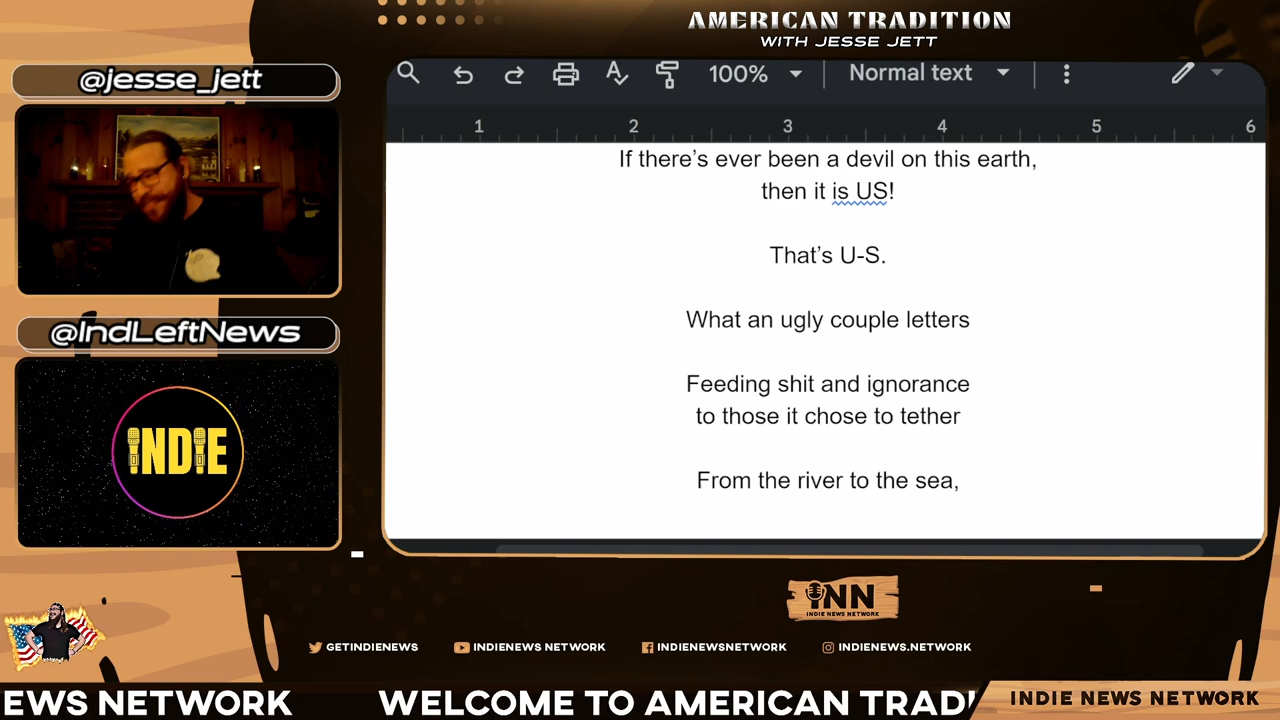 AMERICAN TRADITION
WITH JESSE JETT
@jesse_jett
100%
Normal text
1 2 3 4 5 6
If there's ever been a devil on this earth,
then it is US!
That's U-S.
What an ugly couple letters
Feeding shit and ignorance
to those it chose to tether
From the river to the sea,
@IndLeftNews
INDIE
INN
INDIE NEWS NETWORK
GETINDIENEWS
INDIENEWS NETWORK
INDIENEWSNETWORK
INDIENEWS.NETWORK
EWS NETWORK WELCOME TO AMERICAN TRADI
INDIE NEWS NETWORK